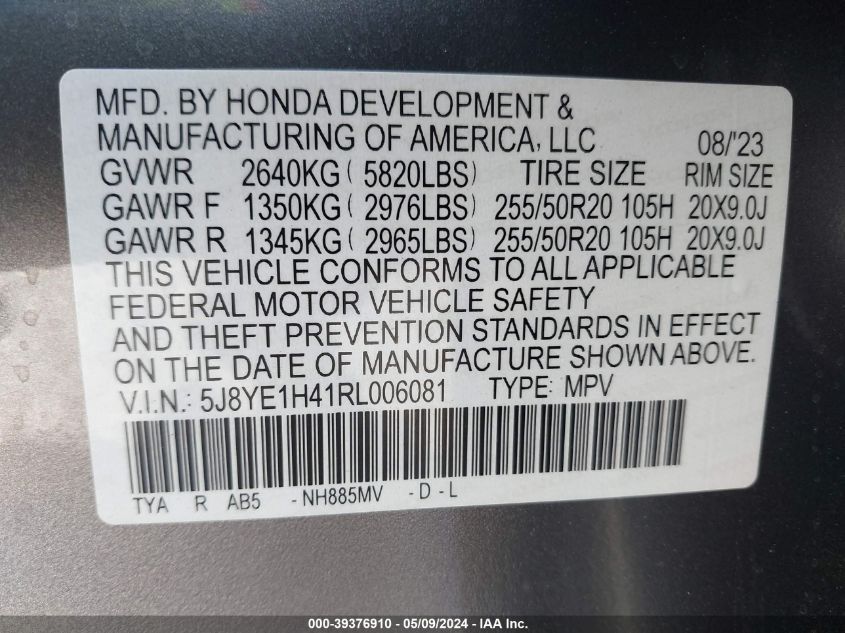 MFD. BY HONDA DEVELOPMENT &
MANUFACTURING OF AMERICA, LLC 08/'23
GVWR 2640KG ( 5820LBS) TIRE SIZE RIM SIZE
GAWR F 1350KG ( 2976LBS) 255/50R20 105H 20X9.0J
GAWR R 1345KG ( 2965LBS) 255/50R20 105H 20X9.0J
THIS VEHICLE CONFORMS TO ALL APPLICABLE
FEDERAL MOTOR VEHICLE SAFETY
AND THEFT PREVENTION STANDARDS IN EFFECT
ON THE DATE OF MANUFACTURE SHOWN ABOVE.
V.I.N.: 5J8YE1H41RL006081 TYPE: MPV
TYA R AB5 -NH885MV -D-L
000-39376910 - 05/09/2024 - IAA Inc.